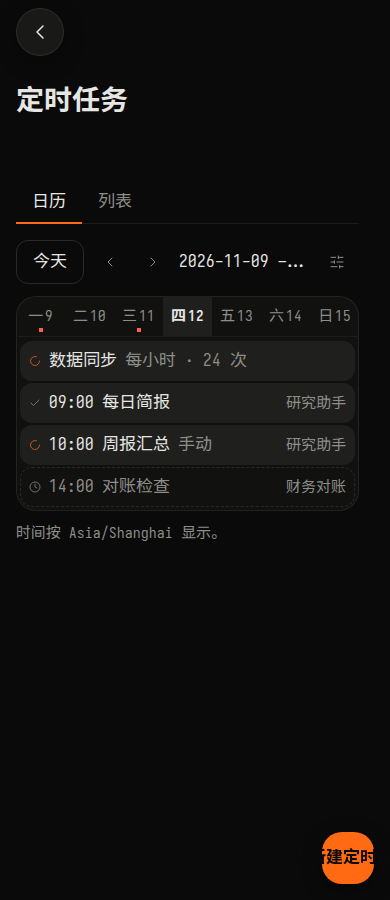 定时任务
日历 列表
今天 2026-11-09 –...
一9 二10 三11 四12 五13 六14 日15
数据同步 每小时 · 24 次
09:00 每日简报 研究助手
10:00 周报汇总 手动 研究助手
14:00 对账检查 财务对账
时间按 Asia/Shanghai 显示。
建定时